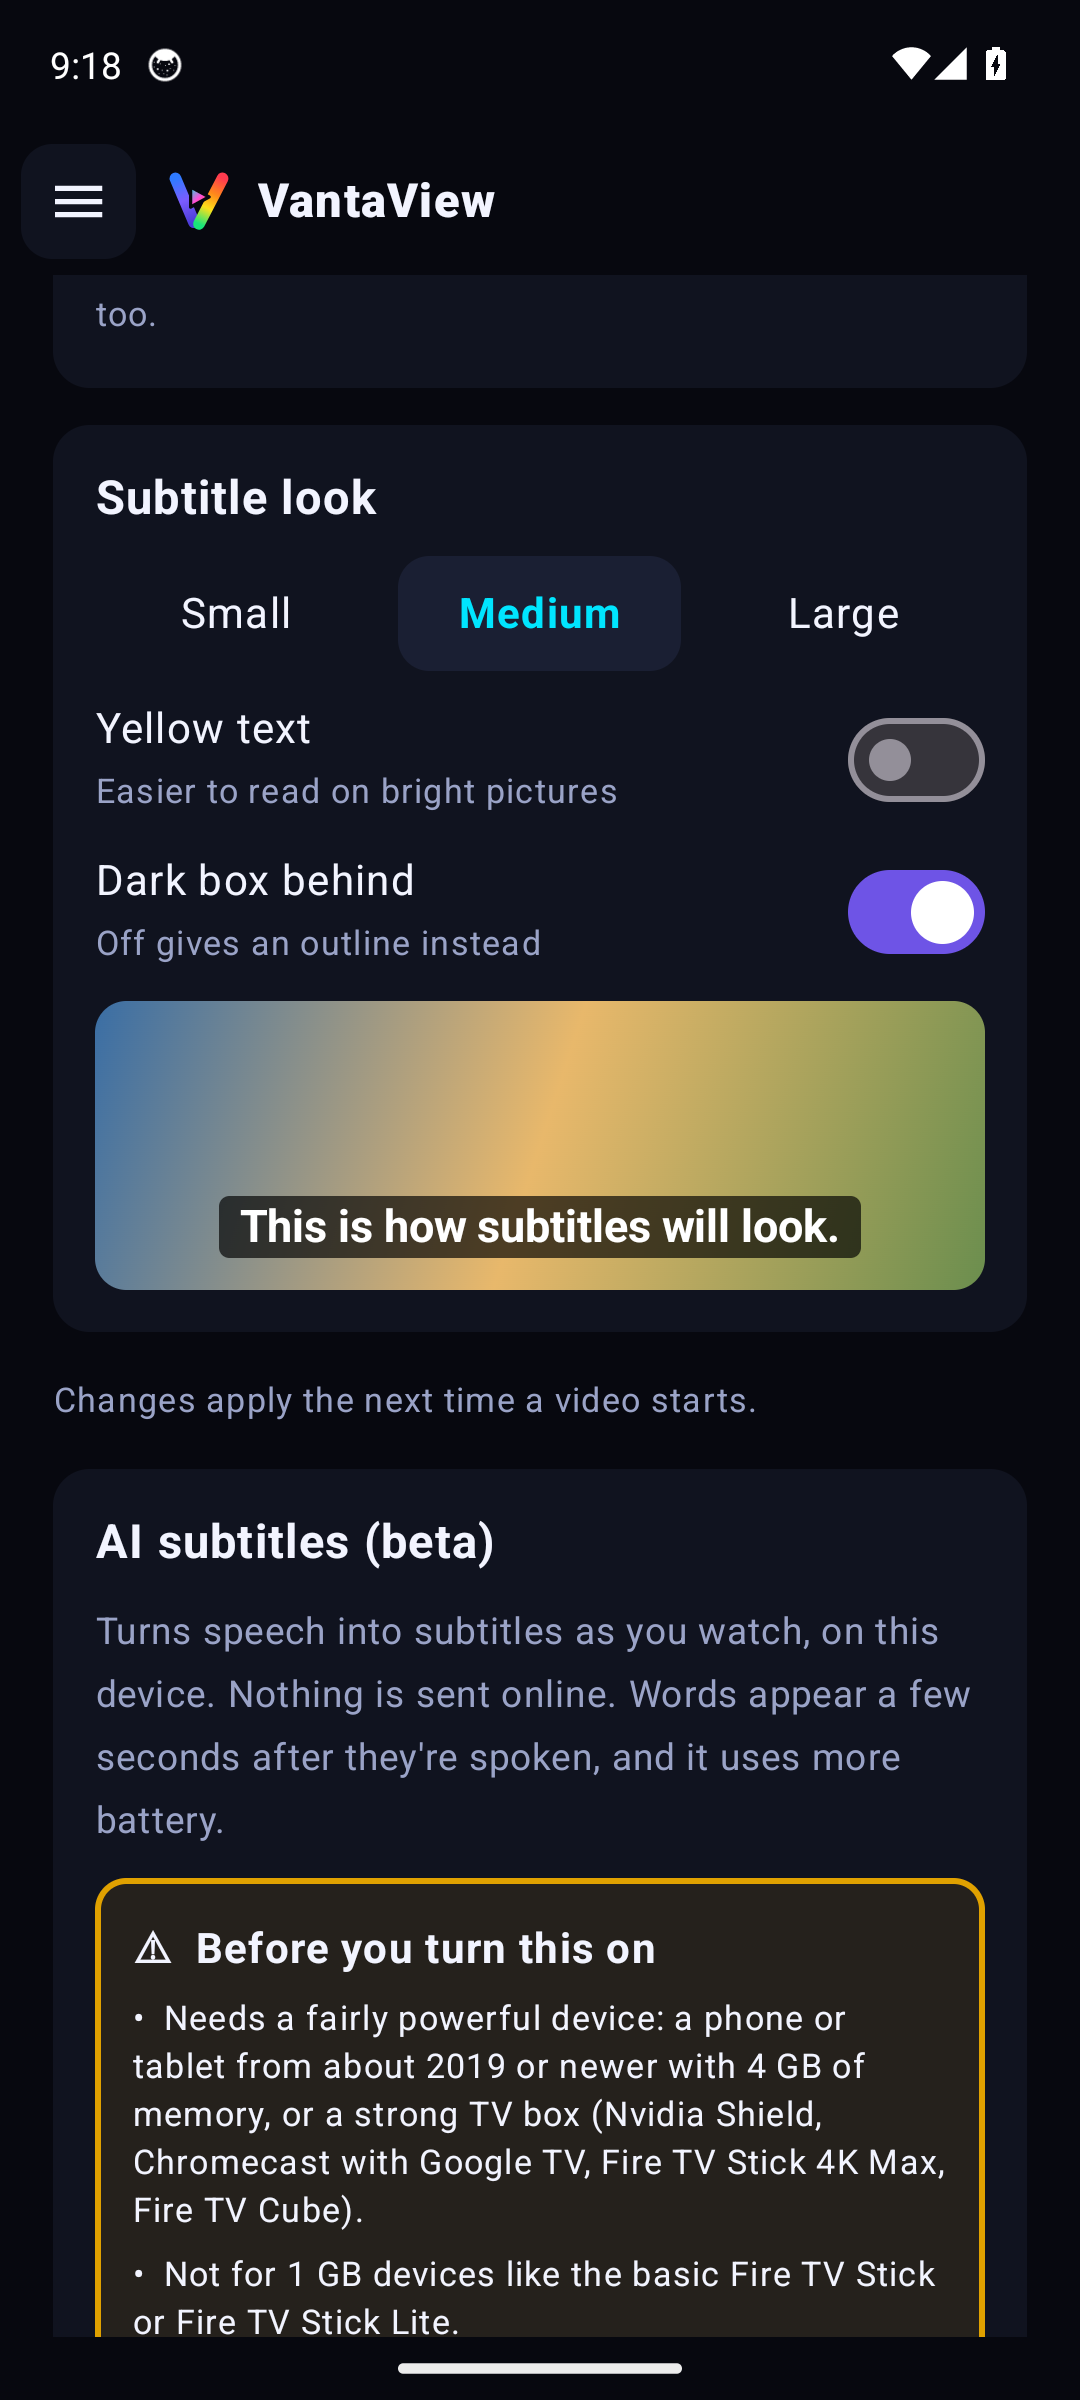 9:18
VantaView
too.
Subtitle look
Small Medium Large
Yellow text
Easier to read on bright pictures
Dark box behind
Off gives an outline instead
This is how subtitles will look.
Changes apply the next time a video starts.
AI subtitles (beta)
Turns speech into subtitles as you watch, on this
device. Nothing is sent online. Words appear a few
seconds after they're spoken, and it uses more
battery.
⚠ Before you turn this on
• Needs a fairly powerful device: a phone or
tablet from about 2019 or newer with 4 GB of
memory, or a strong TV box (Nvidia Shield,
Chromecast with Google TV, Fire TV Stick 4K Max,
Fire TV Cube).
• Not for 1 GB devices like the basic Fire TV Stick
or Fire TV Stick Lite.